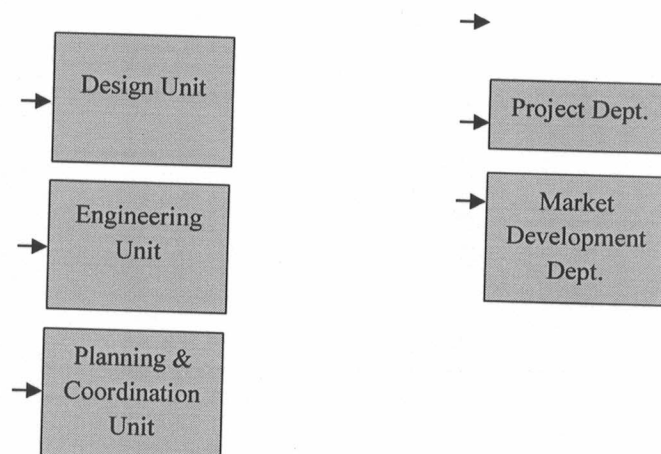 Design Unit
Engineering
Unit
Planning &
Coordination
Unit
Project Dept.
Market
Development
Dept.